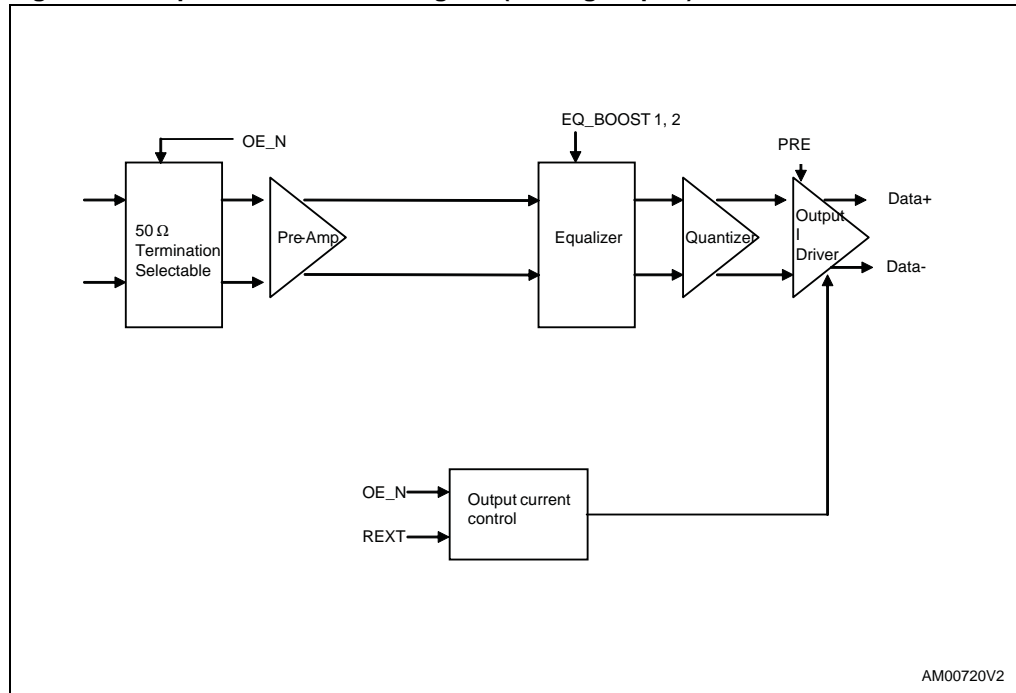 OE_N
EQ_BOOST 1, 2
PRE
50 Ω
Termination
Selectable
Pre-Amp
Equalizer
Quantizer
Output
I
Driver
Data+
Data-
OE_N
REXT
Output current
control
AM00720V2